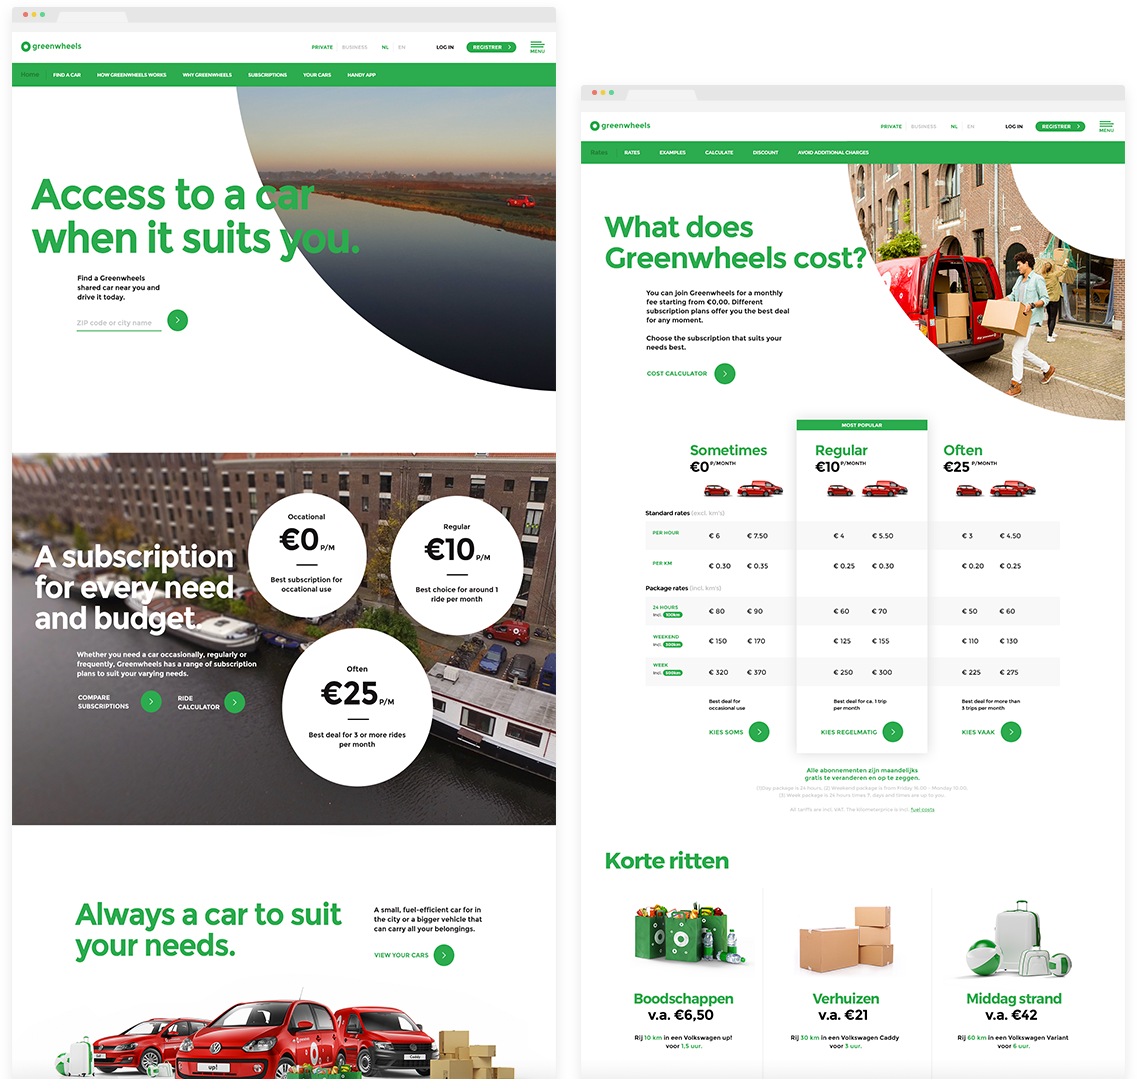 greenwheels
PRIVATE BUSINESS NL EN LOG IN REGISTRER MENU
Home FIND A CAR HOW GREENWHEELS WORKS WHY GREENWHEELS SUBSCRIPTIONS YOUR CARS HANDY APP
Access to a car
when it suits you.
Find a Greenwheels
shared car near you and
drive it today.
ZIP code or city name
A subscription
for every need
and budget.
Whether you need a car occasionally, regularly or
frequently, Greenwheels has a range of subscription
plans to suit your varying needs.
COMPARE
SUBSCRIPTIONS
RIDE
CALCULATOR
Occational
€0 P/M
Best subscription for
occational use
Regular
€10 P/M
Best choice for around 1
ride per month
Often
€25 P/M
Best deal for 3 or more rides
per month
Always a car to suit
your needs.
A small, fuel-efficient car for in
the city or a bigger vehicle that
can carry all your belongings.
VIEW YOUR CARS
up!
Caddy
greenwheels
PRIVATE BUSINESS NL EN LOG IN REGISTRER MENU
Rates RATES EXAMPLES CALCULATE DISCOUNT AVOID ADDITIONAL CHARGES
What does
Greenwheels cost?
You can join Greenwheels for a monthly
fee starting from €0,00. Different
subscription plans offer you the best deal
for any moment.
Choose the subscription that suits your
needs best.
COST CALCULATOR
MOST POPULAR
Sometimes Regular Often
€0 P/MONTH €10 P/MONTH €25 P/MONTH
Standard rates (excl. km's)
PER HOUR € 6 € 7.50 € 4 € 5.50 € 3 € 4.50
PER KM € 0.30 € 0.35 € 0.25 € 0.30 € 0.20 € 0.25
Package rates (incl. km's)
24 HOURS € 80 € 90 € 60 € 70 € 50 € 60
incl. 100km
WEEKEND € 150 € 170 € 125 € 155 € 110 € 130
incl. 200km
WEEK € 320 € 370 € 250 € 300 € 225 € 275
incl. 500km
Best deal for
occasional use
Best deal for ca. 1 trip
per month
Best deal for more than
3 trips per month
KIES SOMS KIES REGELMATIG KIES VAAK
Alle abonnementen zijn maandelijks
gratis te veranderen en op te zeggen.
(1)Day package is 24 hours, (2) Weekend package is from Friday 16:00 - Monday 10:00,
(3) Week package is 24 hours times 7, days and times are up to you.
All tariffs are incl. VAT. The kilometerprice is incl. fuel costs
Korte ritten
Boodschappen
v.a. €6,50
Rij 10 km in een Volkswagen up!
voor 1,5 uur.
Verhuizen
v.a. €21
Rij 30 km in een Volkswagen Caddy
voor 3 uur.
Middag strand
v.a. €42
Rij 60 km in een Volkswagen Variant
voor 6 uur.